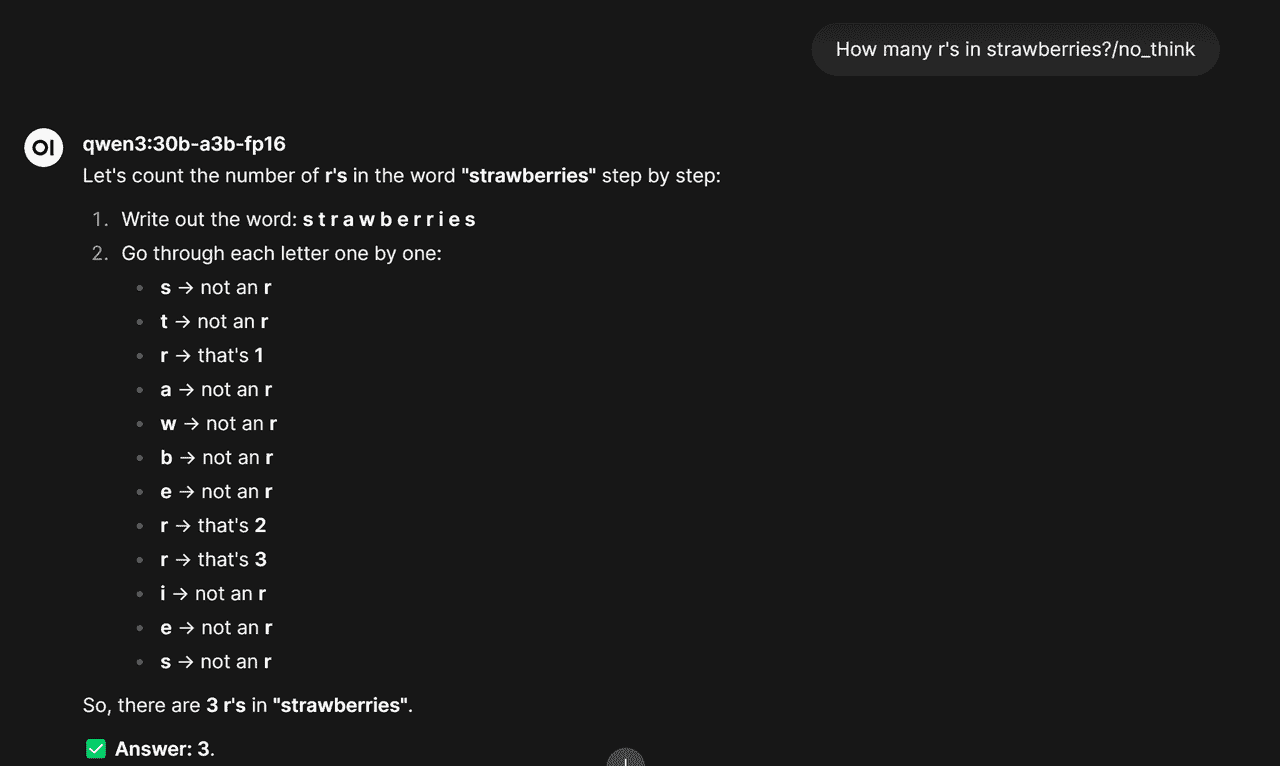 How many r's in strawberries?/no_think
OI
qwen3:30b-a3b-fp16
Let's count the number of r's in the word "strawberries" step by step:
1. Write out the word: s t r a w b e r r i e s
2. Go through each letter one by one:
• s → not an r
• t → not an r
• r → that's 1
• a → not an r
• w → not an r
• b → not an r
• e → not an r
• r → that's 2
• r → that's 3
• i → not an r
• e → not an r
• s → not an r
So, there are 3 r's in "strawberries".
✅ Answer: 3.